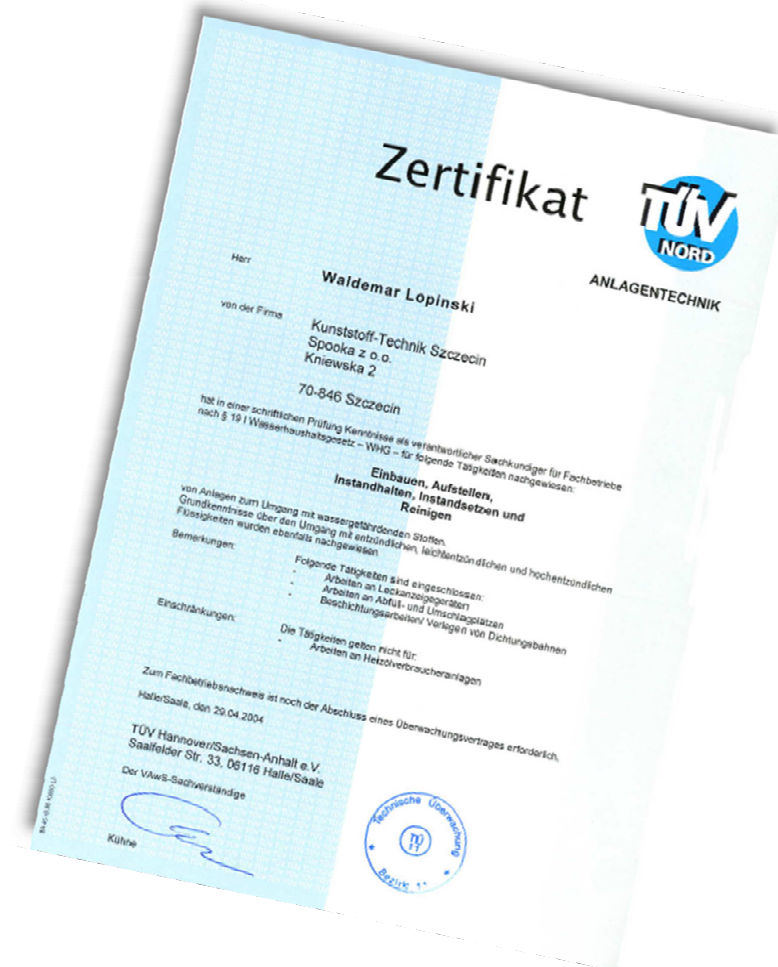 Zertifikat
TÜV
NORD
ANLAGENTECHNIK
Herr
Waldemar Lopinski
von der Firma
Kunststoff-Technik Szczecin
Spooka z o.o.
Kniewska 2
70-846 Szczecin
hat in einer schriftlichen Prüfung Kenntnisse als verantwortlicher Sachkundiger für Fachbetriebe
nach § 19 l Wasserhaushaltsgesetz – WHG – für folgende Tätigkeiten nachgewiesen:
Einbauen, Aufstellen,
Instandhalten, Instandsetzen und
Reinigen
von Anlagen zum Umgang mit wassergefährdenden Stoffen.
Grundkenntnisse über den Umgang mit entzündlichen, leichtentzündlichen und hochentzündlichen
Flüssigkeiten wurden ebenfalls nachgewiesen.
Bemerkungen:
Folgende Tätigkeiten sind eingeschlossen:
• Arbeiten an Leckanzeigegeräten
• Arbeiten an Abfüll- und Umschlagplätzen
• Beschichtungsarbeiten/ Verlegen von Dichtungsbahnen
Einschränkungen:
Die Tätigkeiten gelten nicht für:
• Arbeiten an Heizölverbraucheranlagen
Zum Fachbetriebsnachweis ist noch der Abschluss eines Überwachungsvertrages erforderlich.
Halle/Saale, den 29.04.2004
TÜV Hannover/Sachsen-Anhalt e.V.
Saalfelder Str. 33, 06116 Halle/Saale
Der VAwS-Sachverständige
Kühne
Technische Überwachung
TÜ
Bezirk